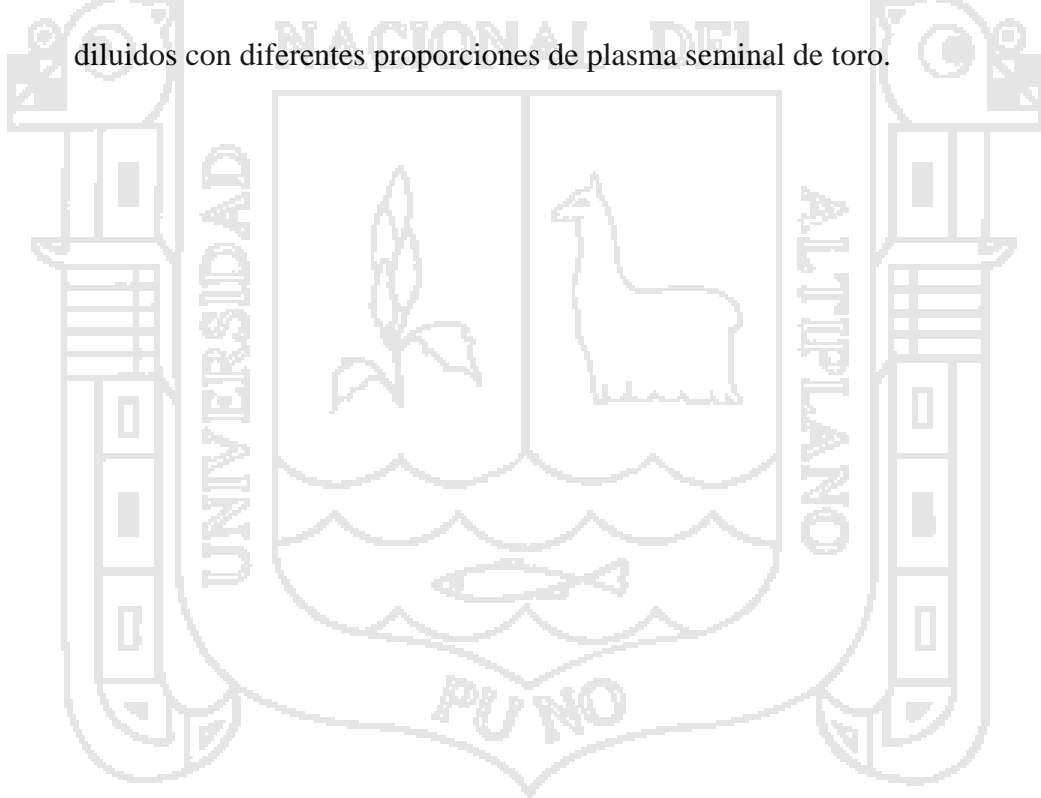 NACIONAL DEL
diluidos con diferentes proporciones de plasma seminal de toro.
UNIVERSIDAD
ALTIPLANO
PUNO